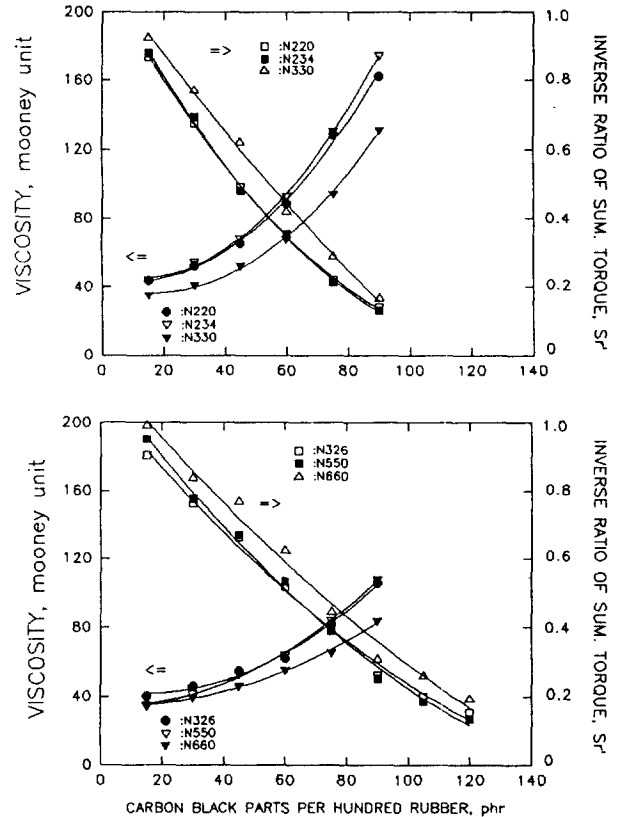 VISCOSITY, mooney unit
200
160
120
80
40
0
=>
:N220
:N234
:N330
<=
:N220
:N234
:N330
1.0
0.8
0.6
0.4
0.2
0
INVERSE RATIO OF SUM. TORQUE, Sr'
0 20 40 60 80 100 120 140
VISCOSITY, mooney unit
200
160
120
80
40
0
:N326
:N550
:N660
=>
<=
:N326
:N550
:N660
1.0
0.8
0.6
0.4
0.2
0
INVERSE RATIO OF SUM. TORQUE, Sr'
0 20 40 60 80 100 120 140
CARBON BLACK PARTS PER HUNDRED RUBBER, phr